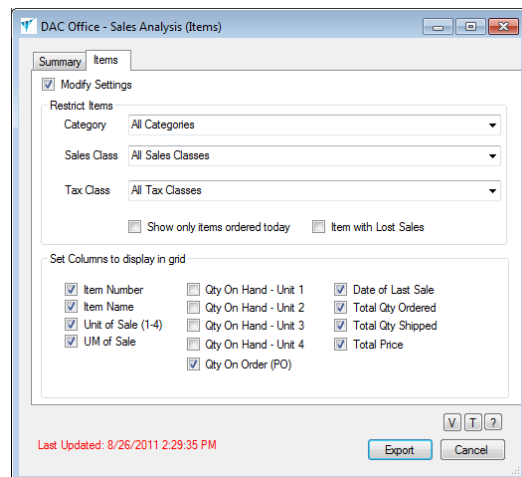 DAC Office - Sales Analysis (Items)
Summary Items
Modify Settings
Restrict Items
Category All Categories
Sales Class All Sales Classes
Tax Class All Tax Classes
Show only items ordered today Item with Lost Sales
Set Columns to display in grid
Item Number Qty On Hand - Unit 1 Date of Last Sale
Item Name Qty On Hand - Unit 2 Total Qty Ordered
Unit of Sale (1-4) Qty On Hand - Unit 3 Total Qty Shipped
UM of Sale Qty On Hand - Unit 4 Total Price
Qty On Order (PO)
V T ?
Last Updated: 8/26/2011 2:29:35 PM Export Cancel